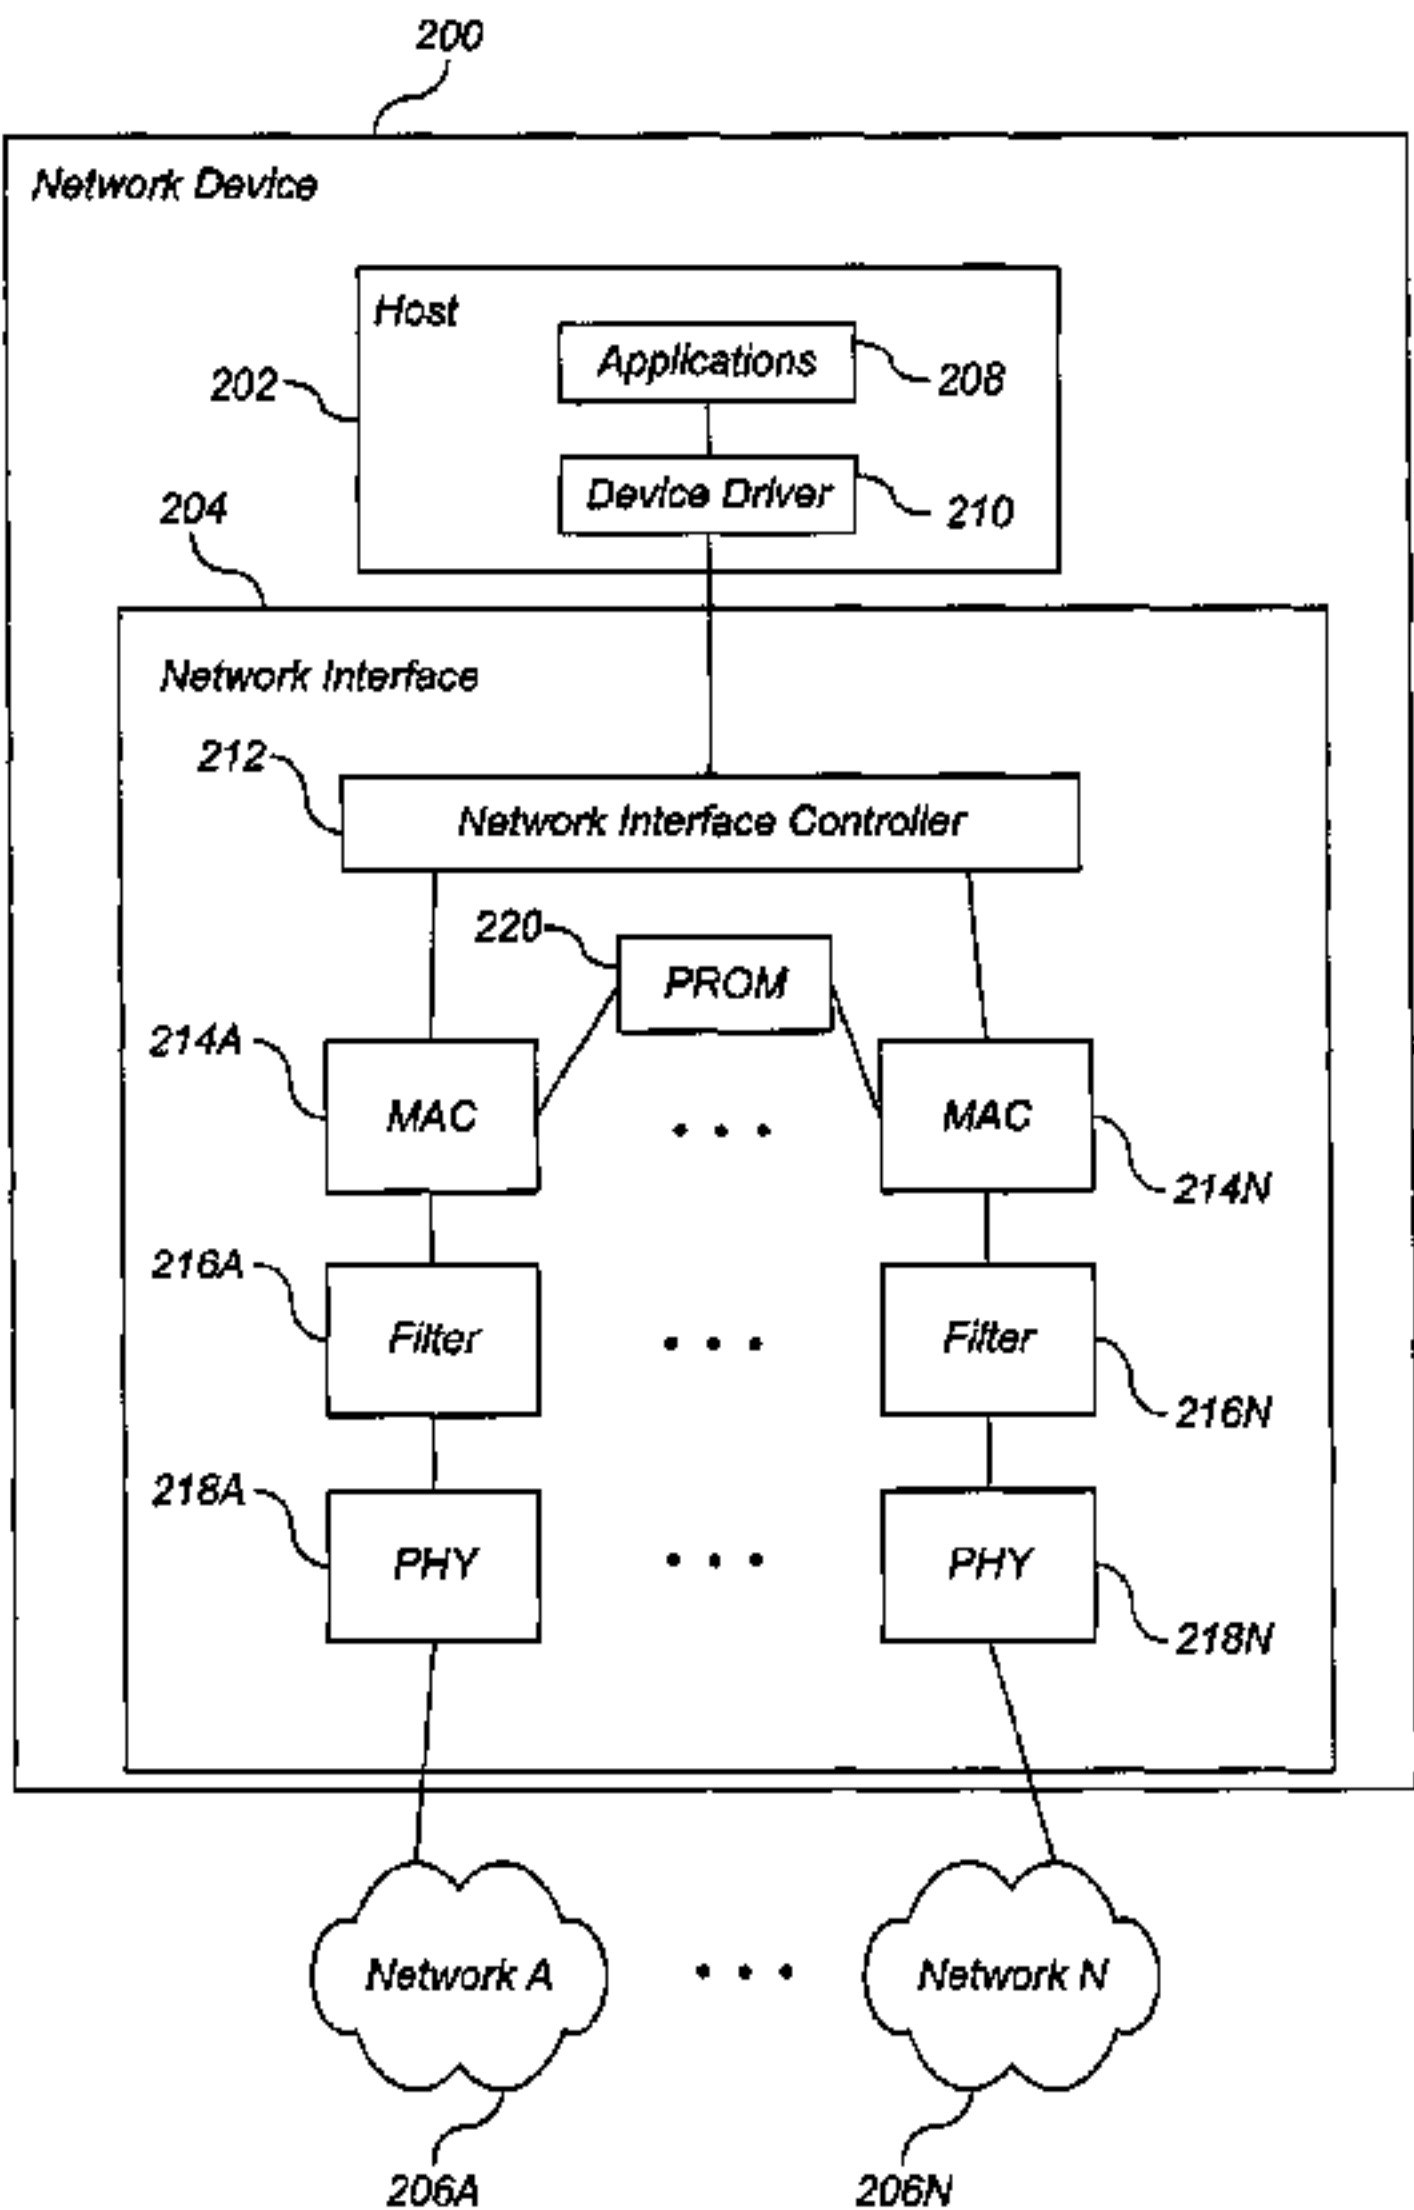 200
Network Device
Host
Applications
202
208
Device Driver
204
210
Network Interface
212
Network Interface Controller
220
PROM
214A
MAC
MAC
214N
216A
Filter
Filter
216N
218A
PHY
PHY
218N
Network A
Network N
206A
206N